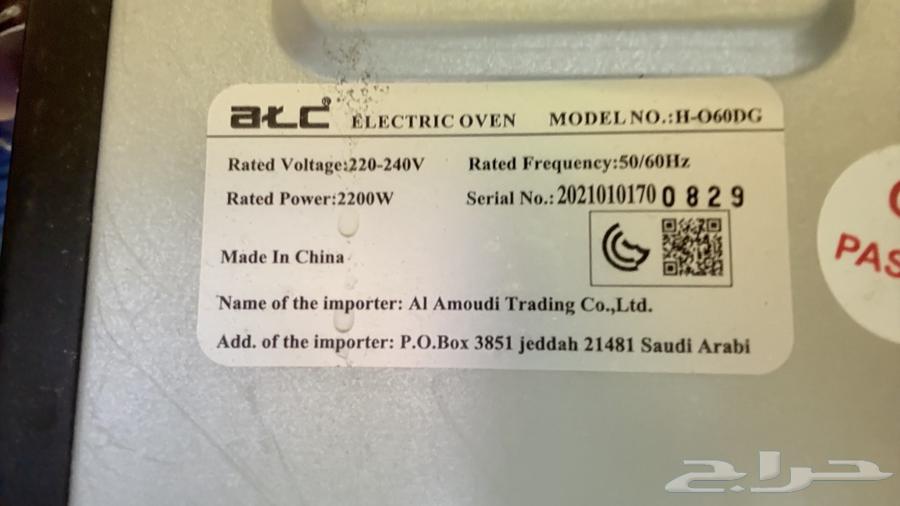 atc® ELECTRIC OVEN MODEL NO.:H-O60DG
Rated Voltage:220-240V Rated Frequency:50/60Hz
Rated Power:2200W Serial No.: 2021010170 0829
Made In China
Name of the importer: Al Amoudi Trading Co.,Ltd.
Add. of the importer: P.O.Box 3851 jeddah 21481 Saudi Arabi
PAS
حراج